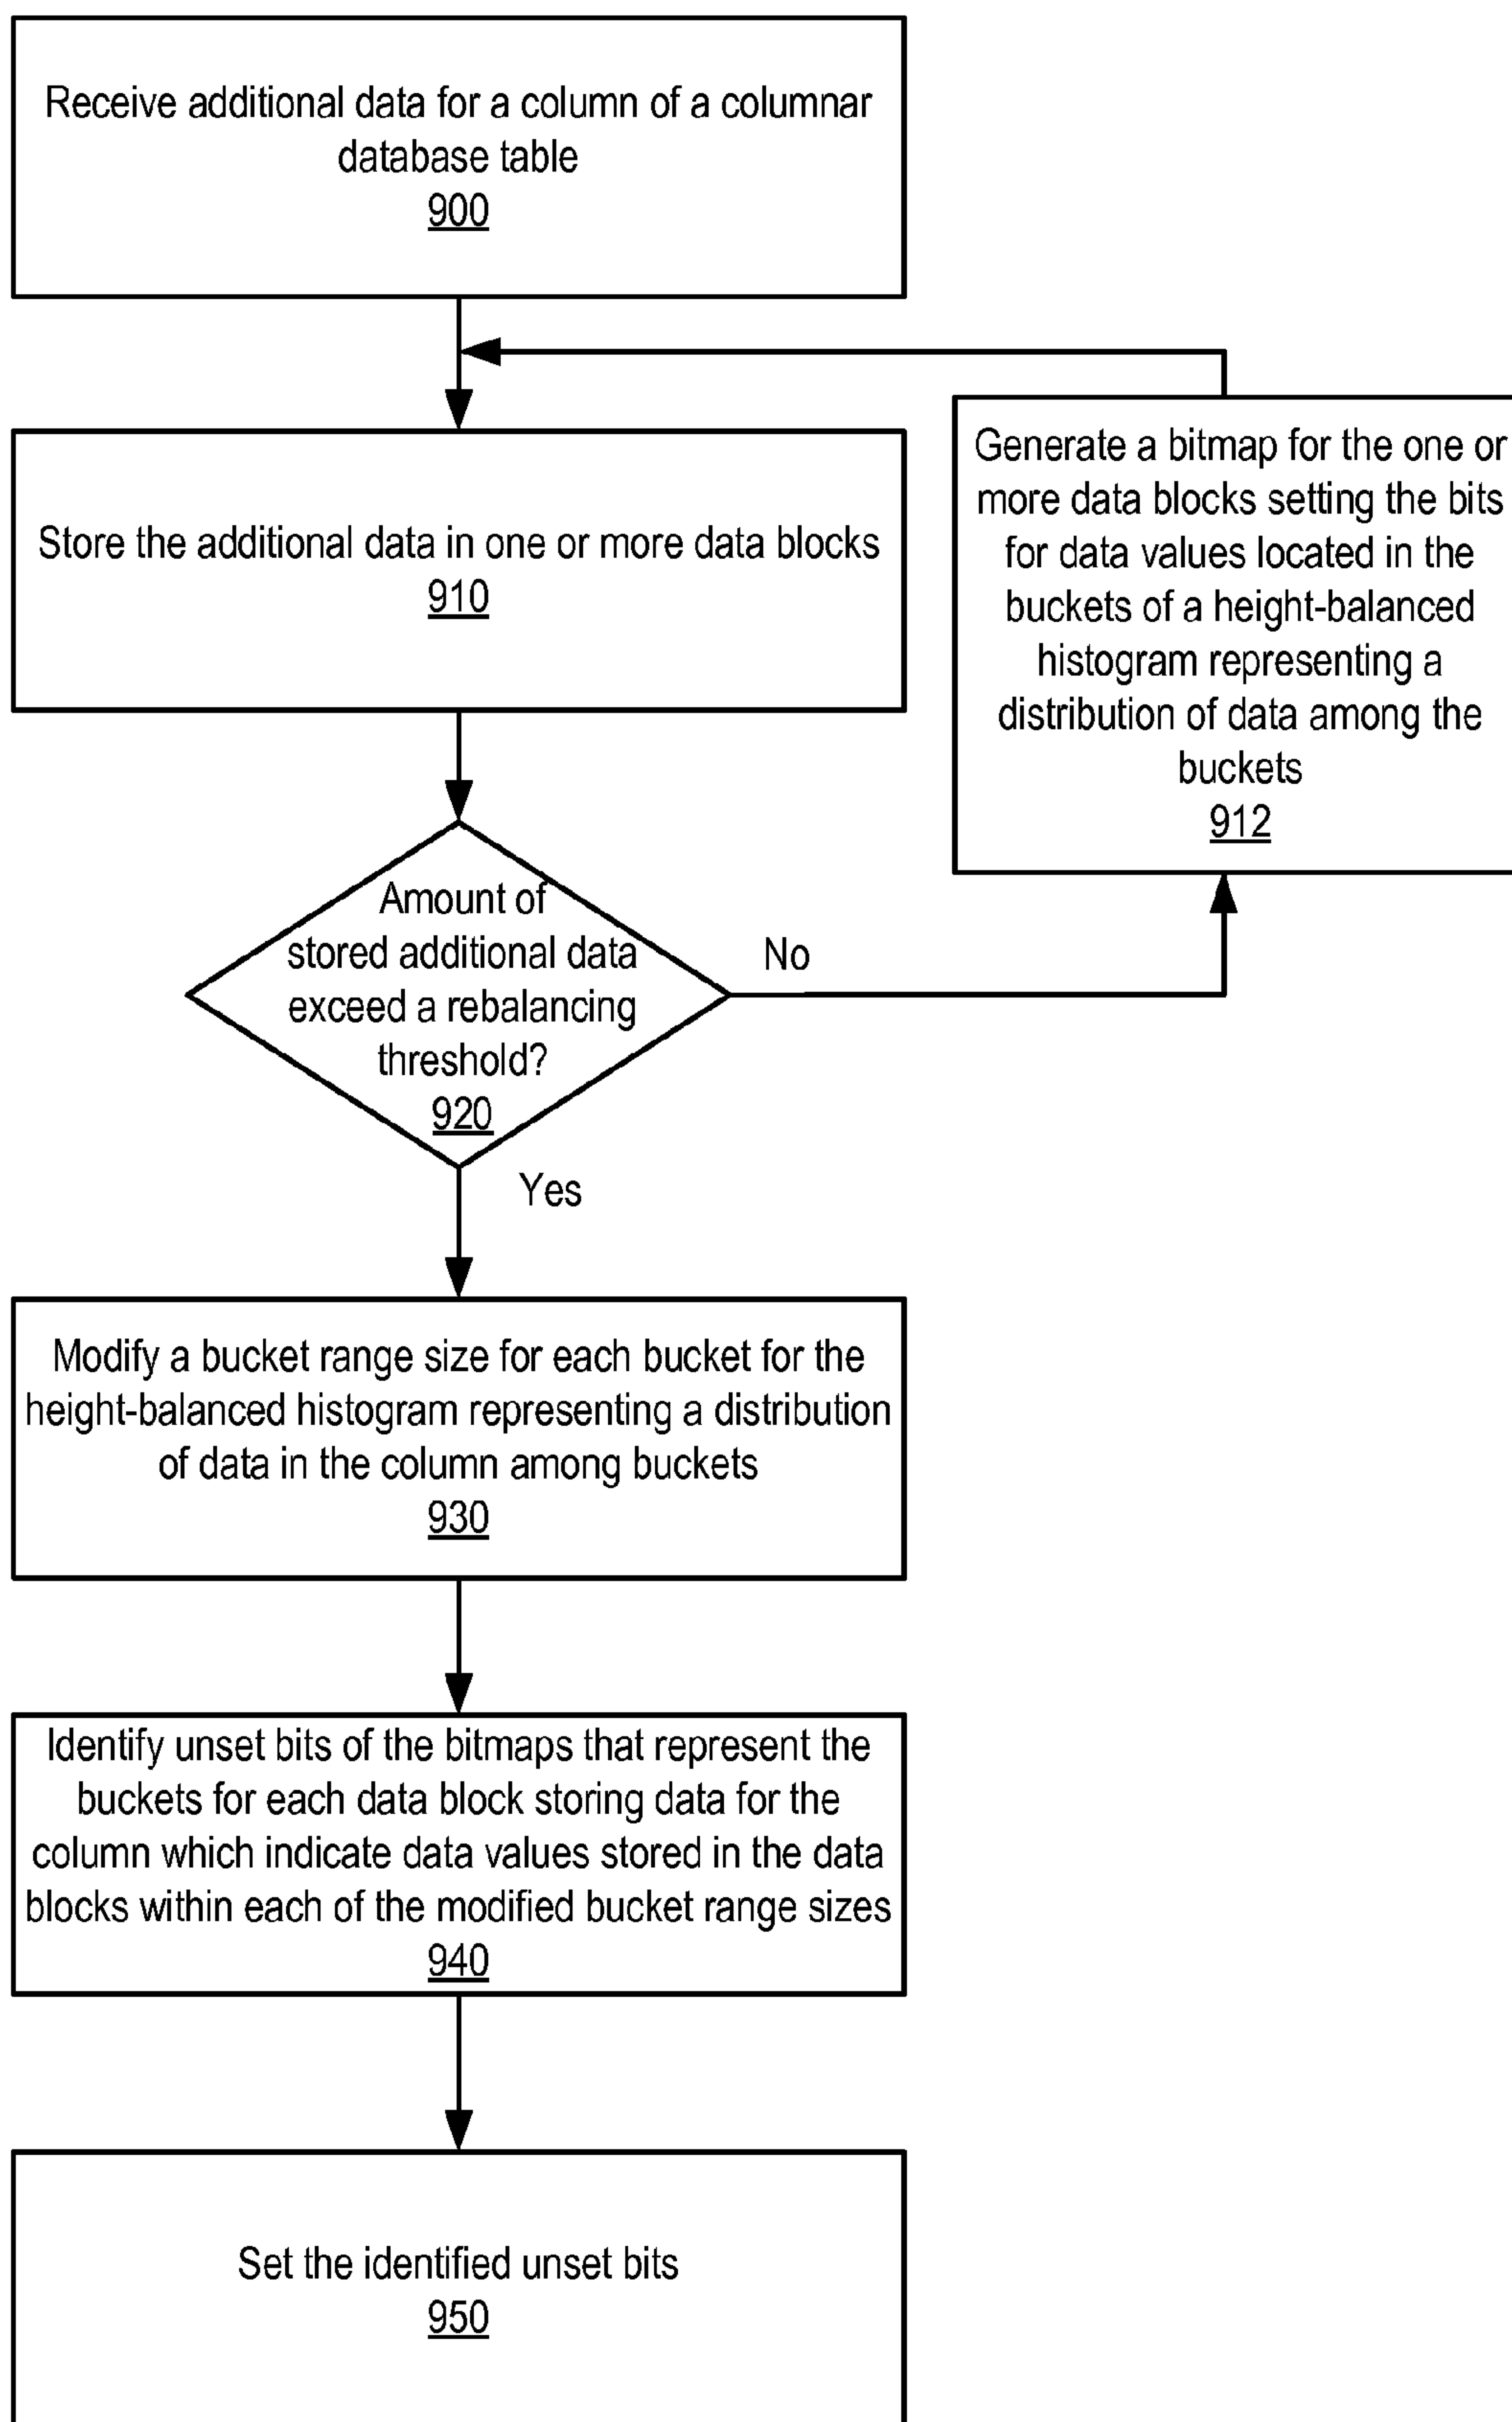 Receive additional data for a column of a columnar
database table
900
Store the additional data in one or more data blocks
910
Generate a bitmap for the one or
more data blocks setting the bits
for data values located in the
buckets of a height-balanced
histogram representing a
distribution of data among the
buckets
912
Amount of
stored additional data
exceed a rebalancing
threshold?
920
No
Yes
Modify a bucket range size for each bucket for the
height-balanced histogram representing a distribution
of data in the column among buckets
930
Identify unset bits of the bitmaps that represent the
buckets for each data block storing data for the
column which indicate data values stored in the data
blocks within each of the modified bucket range sizes
940
Set the identified unset bits
950